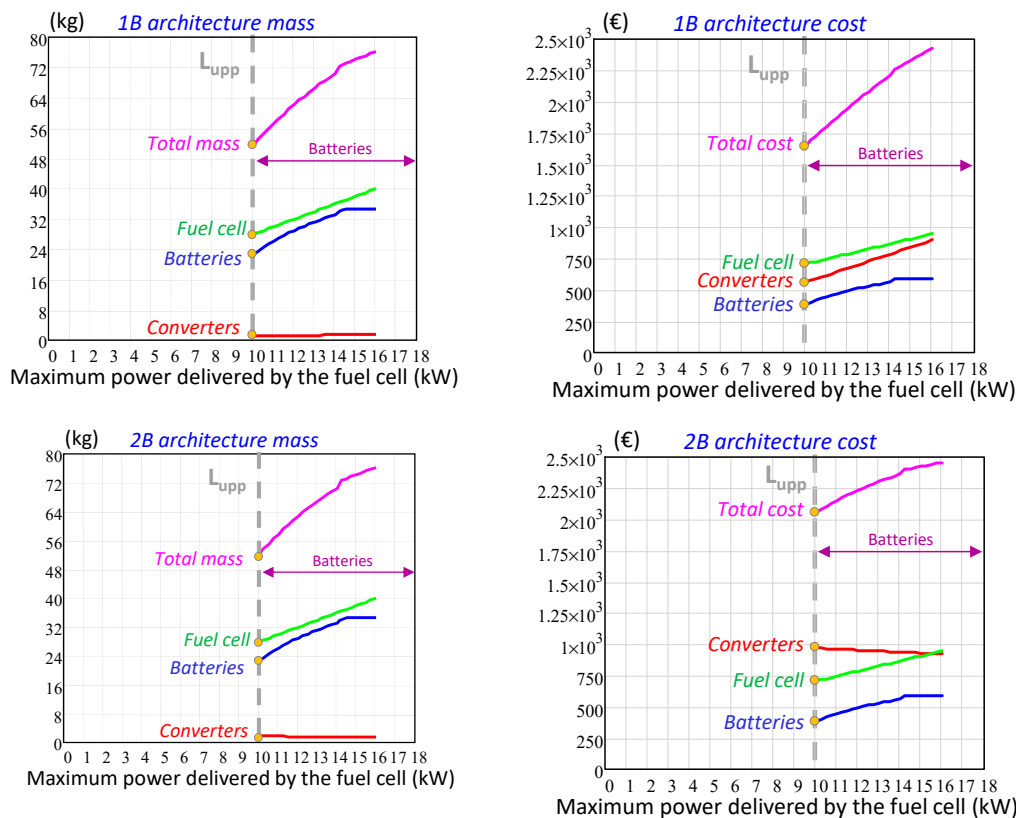 (kg) 1B architecture mass
80
72
64
56
48
40
32
24
16
8
0
L_upp
Total mass
Batteries
Fuel cell
Batteries
Converters
0 1 2 3 4 5 6 7 8 9 10 11 12 13 14 15 16 17 18
Maximum power delivered by the fuel cell (kW)
(€) 1B architecture cost
2.5×10³
2.25×10³
2×10³
1.75×10³
1.5×10³
1.25×10³
1×10³
750
500
250
0
L_upp
Total cost
Batteries
Fuel cell
Converters
Batteries
0 1 2 3 4 5 6 7 8 9 10 11 12 13 14 15 16 17 18
Maximum power delivered by the fuel cell (kW)
(kg) 2B architecture mass
80
72
64
56
48
40
32
24
16
8
0
L_upp
Total mass
Batteries
Fuel cell
Batteries
Converters
0 1 2 3 4 5 6 7 8 9 10 11 12 13 14 15 16 17 18
Maximum power delivered by the fuel cell (kW)
(€) 2B architecture cost
2.5×10³
2.25×10³
2×10³
1.75×10³
1.5×10³
1.25×10³
1×10³
750
500
250
0
L_upp
Total cost
Batteries
Converters
Fuel cell
Batteries
0 1 2 3 4 5 6 7 8 9 10 11 12 13 14 15 16 17 18
Maximum power delivered by the fuel cell (kW)